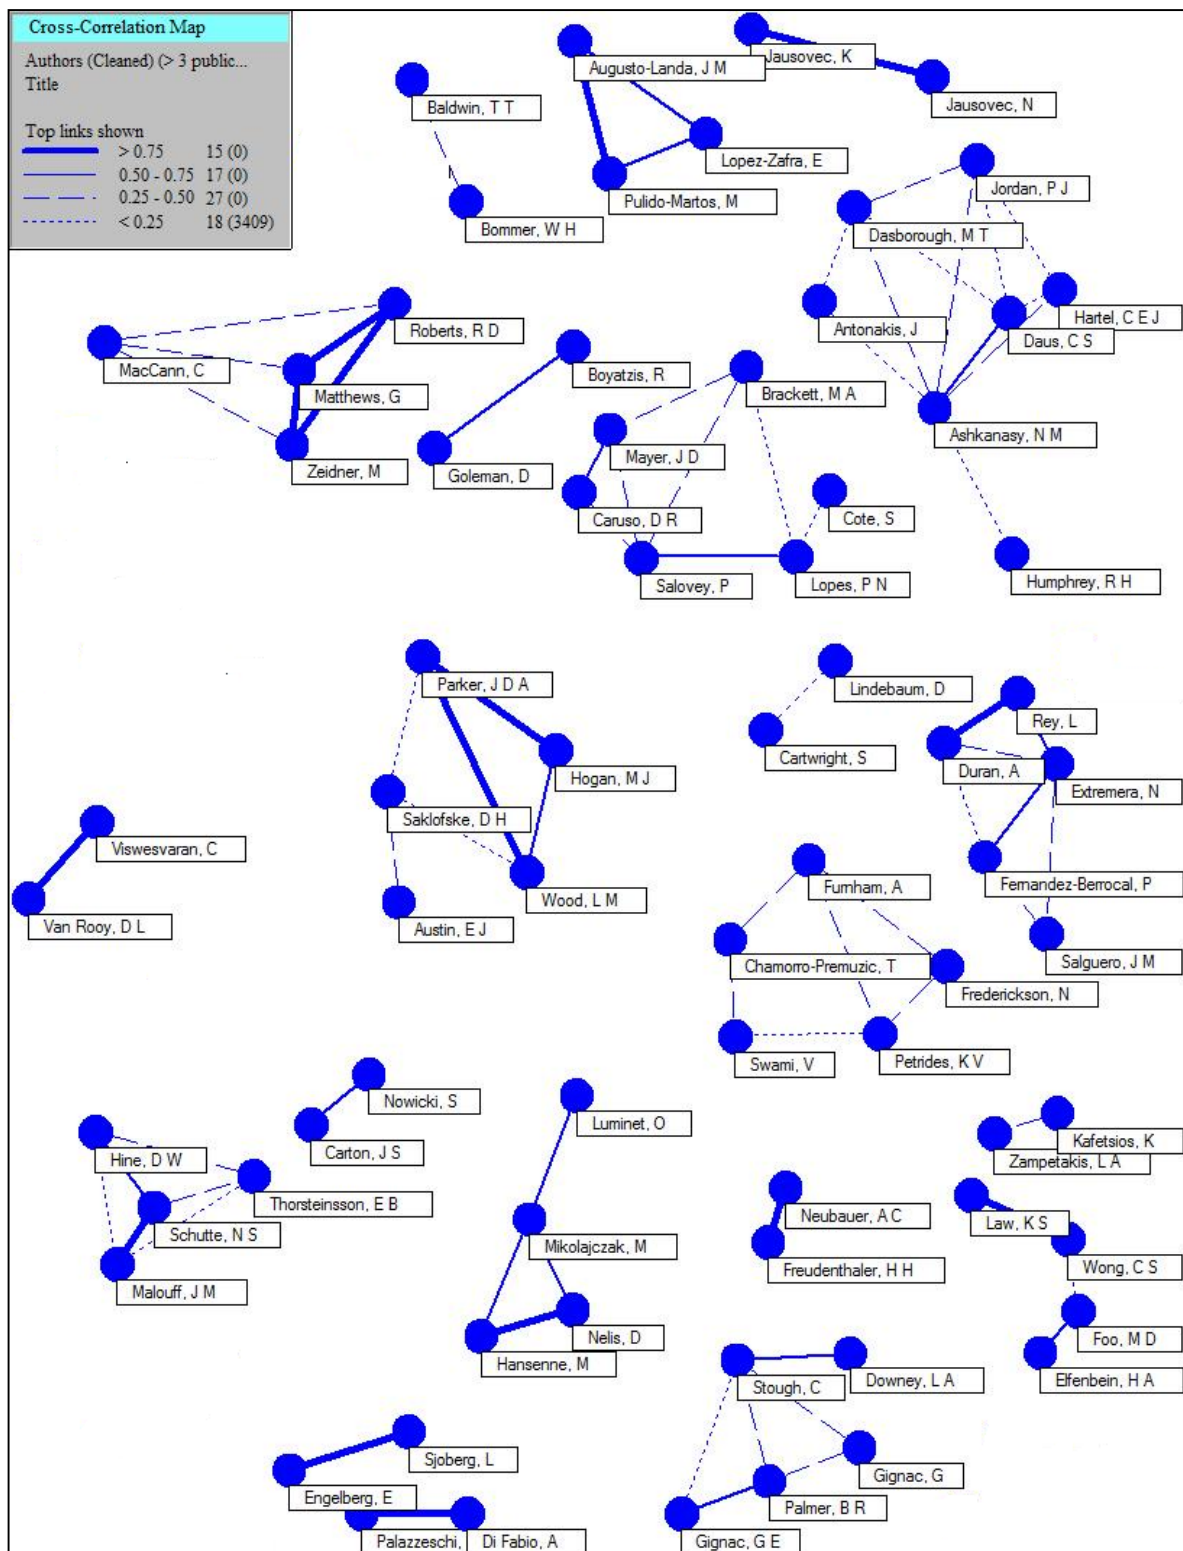 Cross-Correlation Map
Authors (Cleaned) (> 3 public...
Title
Top links shown
> 0.75 15 (0)
0.50 - 0.75 17 (0)
0.25 - 0.50 27 (0)
< 0.25 18 (3409)
Jausovec, K
Augusto-Landa, J M
Jausovec, N
Baldwin, T T
Lopez-Zafra, E
Jordan, P J
Pulido-Martos, M
Bommer, W H
Dasborough, M T
Hartel, C E J
Roberts, R D
Antonakis, J
Daus, C S
MacCann, C
Boyatzis, R
Brackett, M A
Matthews, G
Ashkanasy, N M
Mayer, J D
Zeidner, M
Goleman, D
Caruso, D R
Cote, S
Salovey, P
Lopes, P N
Humphrey, R H
Parker, J D A
Lindebaum, D
Rey, L
Cartwright, S
Hogan, M J
Duran, A
Extremera, N
Saklofske, D H
Viswesvaran, C
Fernandez-Berrocal, P
Furnham, A
Wood, L M
Van Rooy, D L
Austin, E J
Salguero, J M
Chamorro-Premuzic, T
Frederickson, N
Swami, V
Petrides, K V
Nowicki, S
Luminet, O
Kafetsios, K
Carton, J S
Hine, D W
Zampetakis, L A
Thorsteinsson, E B
Neubauer, A C
Law, K S
Schutte, N S
Mikolajczak, M
Freudenthaler, H H
Wong, C S
Malouff, J M
Nelis, D
Foo, M D
Hansenne, M
Stough, C
Downey, L A
Elfenbein, H A
Sjoberg, L
Gignac, G
Engelberg, E
Palmer, B R
Palazzeschi,
Di Fabio, A
Gignac, G E